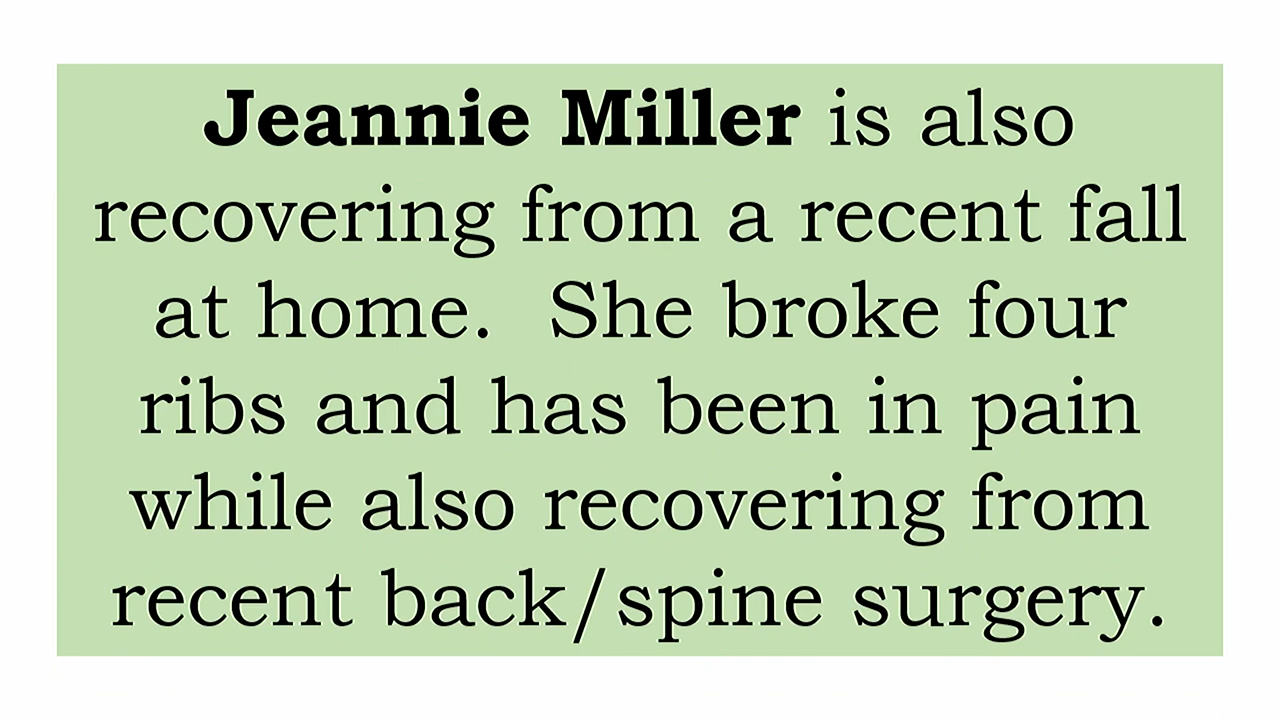 Jeannie Miller is also
recovering from a recent fall
at home.  She broke four
ribs and has been in pain
while also recovering from
recent back/spine surgery.